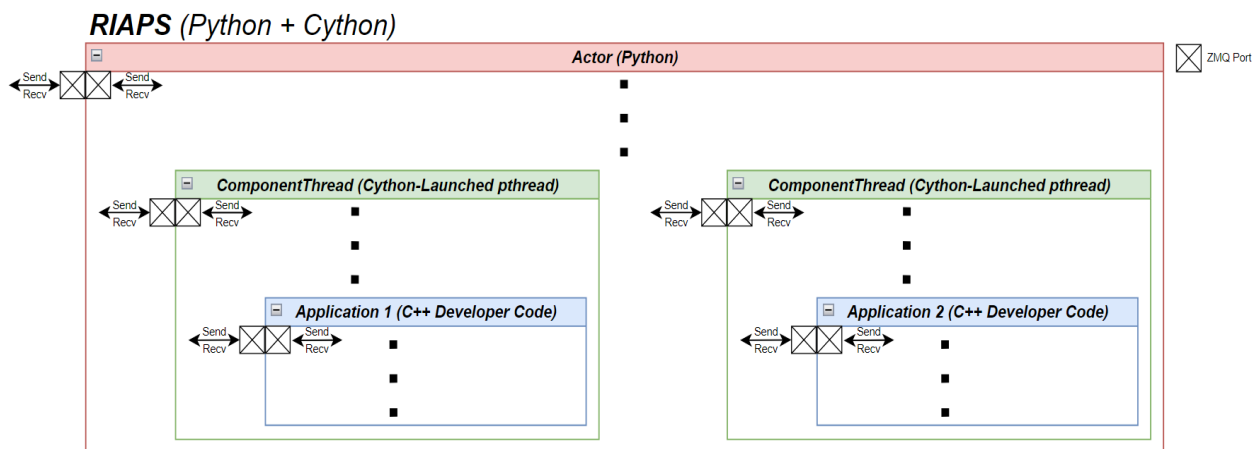 RIAPS (Python + Cython)
Actor (Python)
ZMQ Port
Send
Recv
Send
Recv
ComponentThread (Cython-Launched pthread)
ComponentThread (Cython-Launched pthread)
Send
Recv
Send
Recv
Send
Recv
Send
Recv
Application 1 (C++ Developer Code)
Application 2 (C++ Developer Code)
Send
Recv
Send
Recv
Send
Recv
Send
Recv